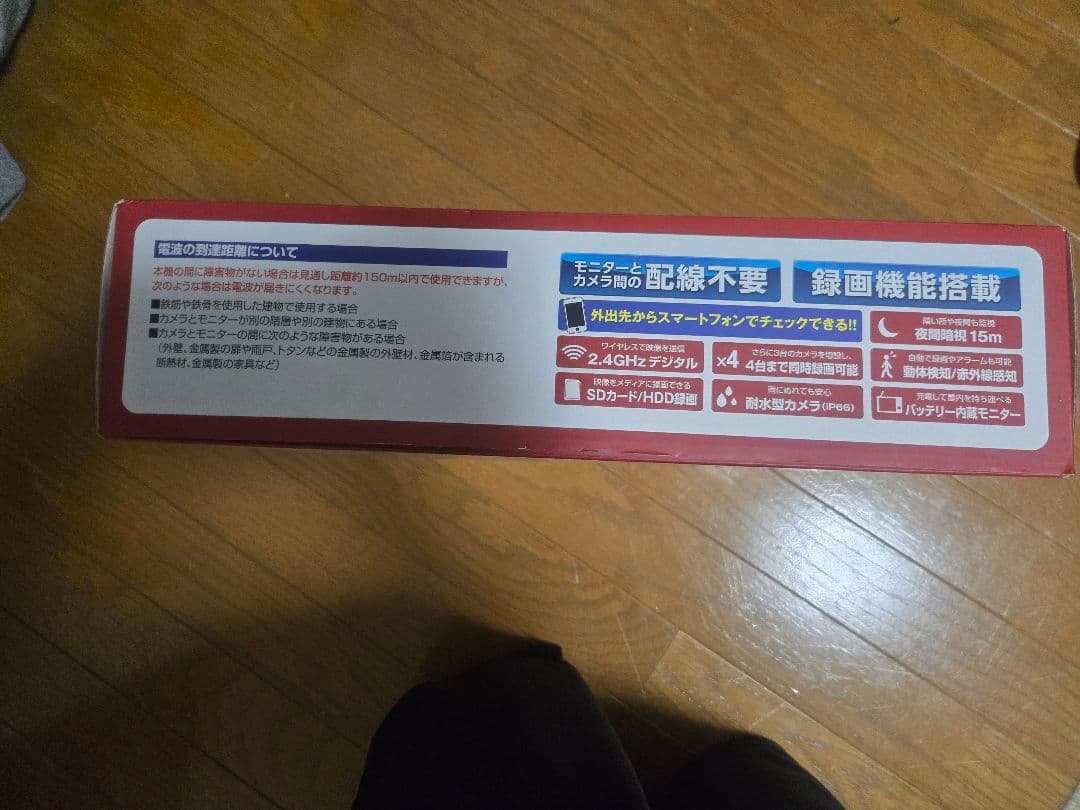 電波の到達距離について
本機の間に障害物がない場合は見通し距離約150m以内で使用できますが、
次のような場合は電波が届きにくくなります。
■鉄筋や鉄骨を使用した建物で使用する場合
■カメラとモニターが別の階層や別の建物にある場合
■カメラとモニターの間に次のような障害物がある場合
(外壁、金属製の扉や雨戸、トタンなどの金属製の外壁材、金属箔が含まれる
断熱材、金属製の家具など)
モニターと
カメラ間の配線不要
録画機能搭載
外出先からスマートフォンでチェックできる!!
ワイヤレスで映像を送信
2.4GHz デジタル
映像をメディアに録画できる
SDカード/HDD録画
×4
さらに3台のカメラを増設し、
4台まで同時録画可能
雨にぬれても安心
耐水型カメラ(IP66)
暗い所や夜間も監視
夜間暗視15m
自動で録画やアラームも可能
動体検知/赤外線感知
充電して屋内を持ち運べる
バッテリー内蔵モニター